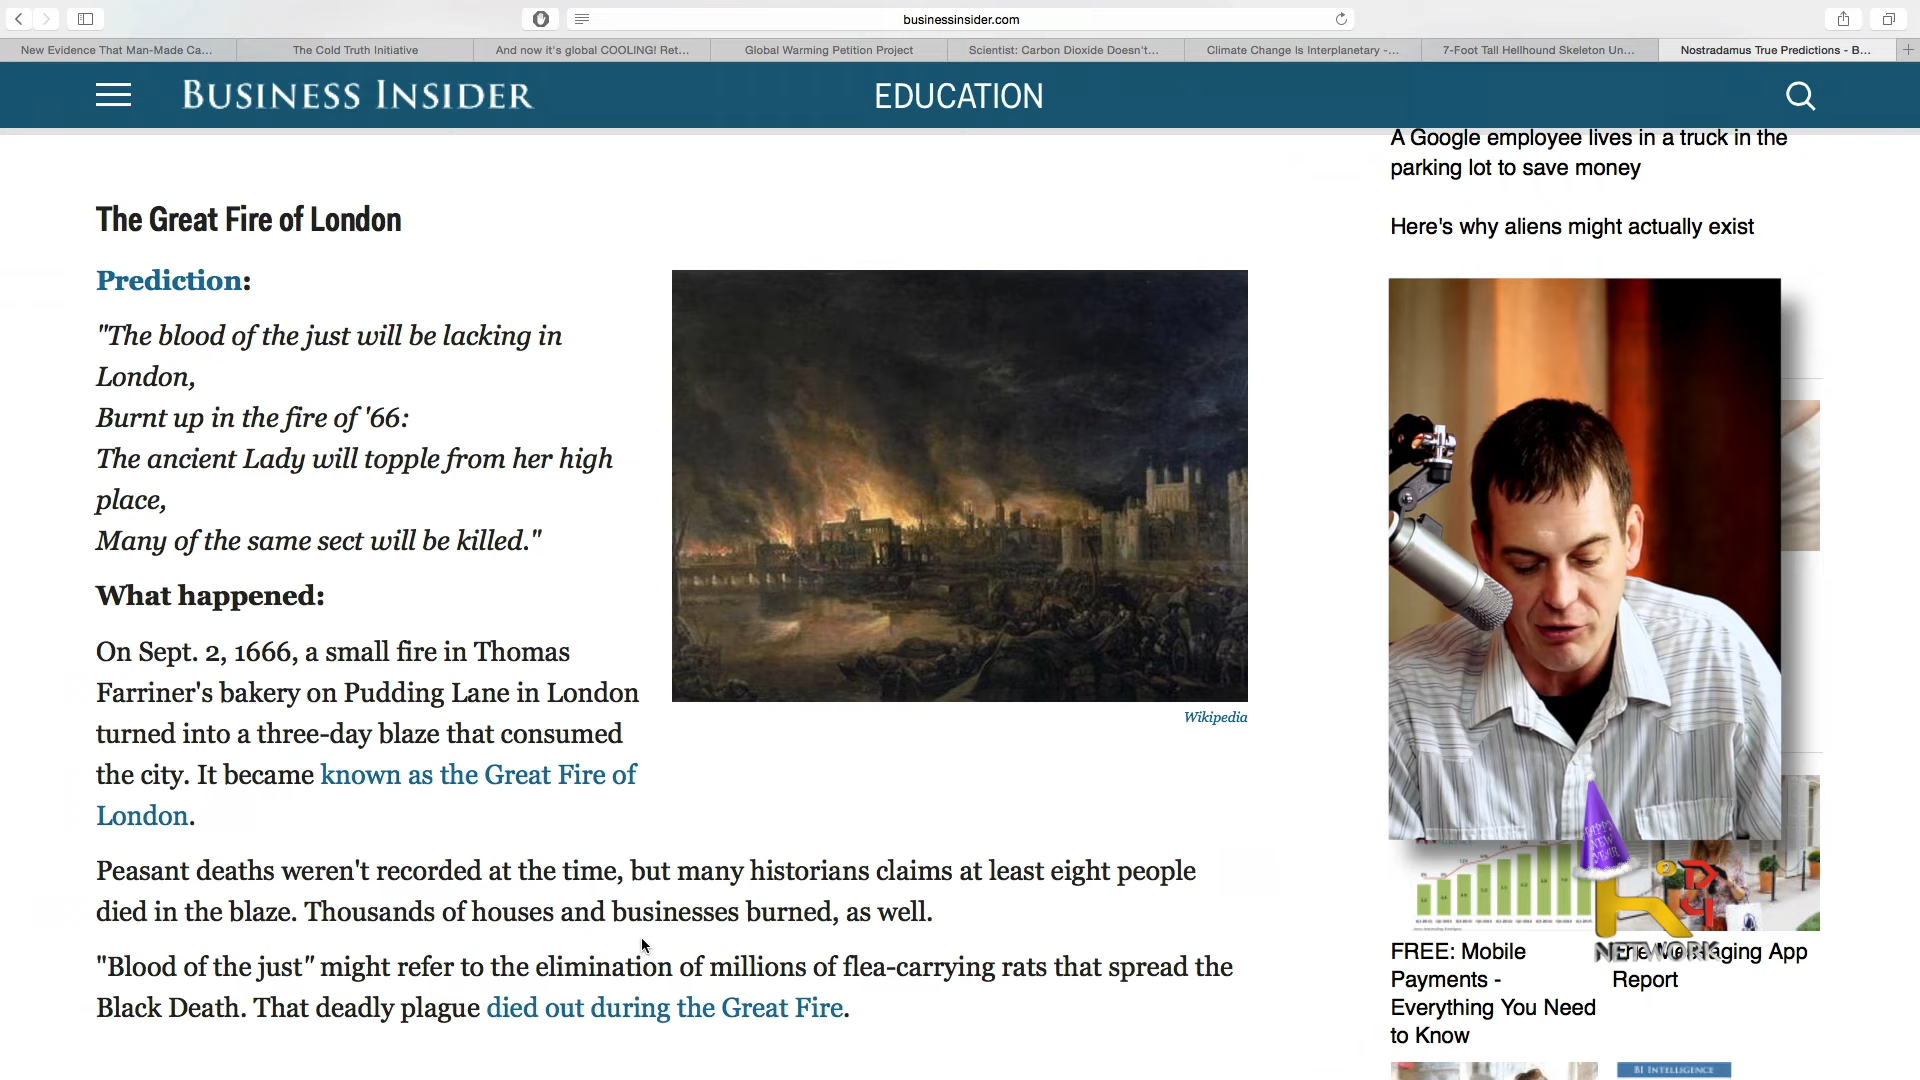 businessinsider.com
New Evidence That Man-Made Ca...
The Cold Truth Initiative
And now it's global COOLING! Ret...
Global Warming Petition Project
Scientist: Carbon Dioxide Doesn't...
Climate Change Is Interplanetary -...
7-Foot Tall Hellhound Skeleton Un...
Nostradamus True Predictions - B...
BUSINESS INSIDER
EDUCATION
The Great Fire of London
Prediction:
"The blood of the just will be lacking in
London,
Burnt up in the fire of '66:
The ancient Lady will topple from her high
place,
Many of the same sect will be killed."
What happened:
On Sept. 2, 1666, a small fire in Thomas
Farriner's bakery on Pudding Lane in London
turned into a three-day blaze that consumed
the city. It became known as the Great Fire of
London.
Wikipedia
Peasant deaths weren't recorded at the time, but many historians claims at least eight people
died in the blaze. Thousands of houses and businesses burned, as well.
"Blood of the just" might refer to the elimination of millions of flea-carrying rats that spread the
Black Death. That deadly plague died out during the Great Fire.
A Google employee lives in a truck in the
parking lot to save money
Here's why aliens might actually exist
HAPPY
NEW
YEAR
NETWORK
FREE: Mobile
Payments -
Everything You Need
to Know
The Messaging App
Report
BI INTELLIGENCE